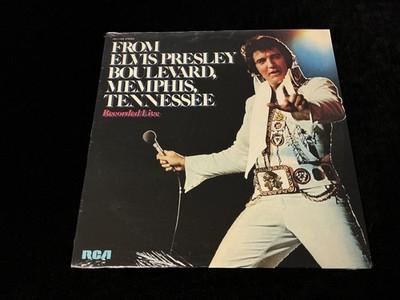 FROM
ELVIS PRESLEY
BOULEVARD,
MEMPHIS,
TENNESSEE
Recorded Live
RCA